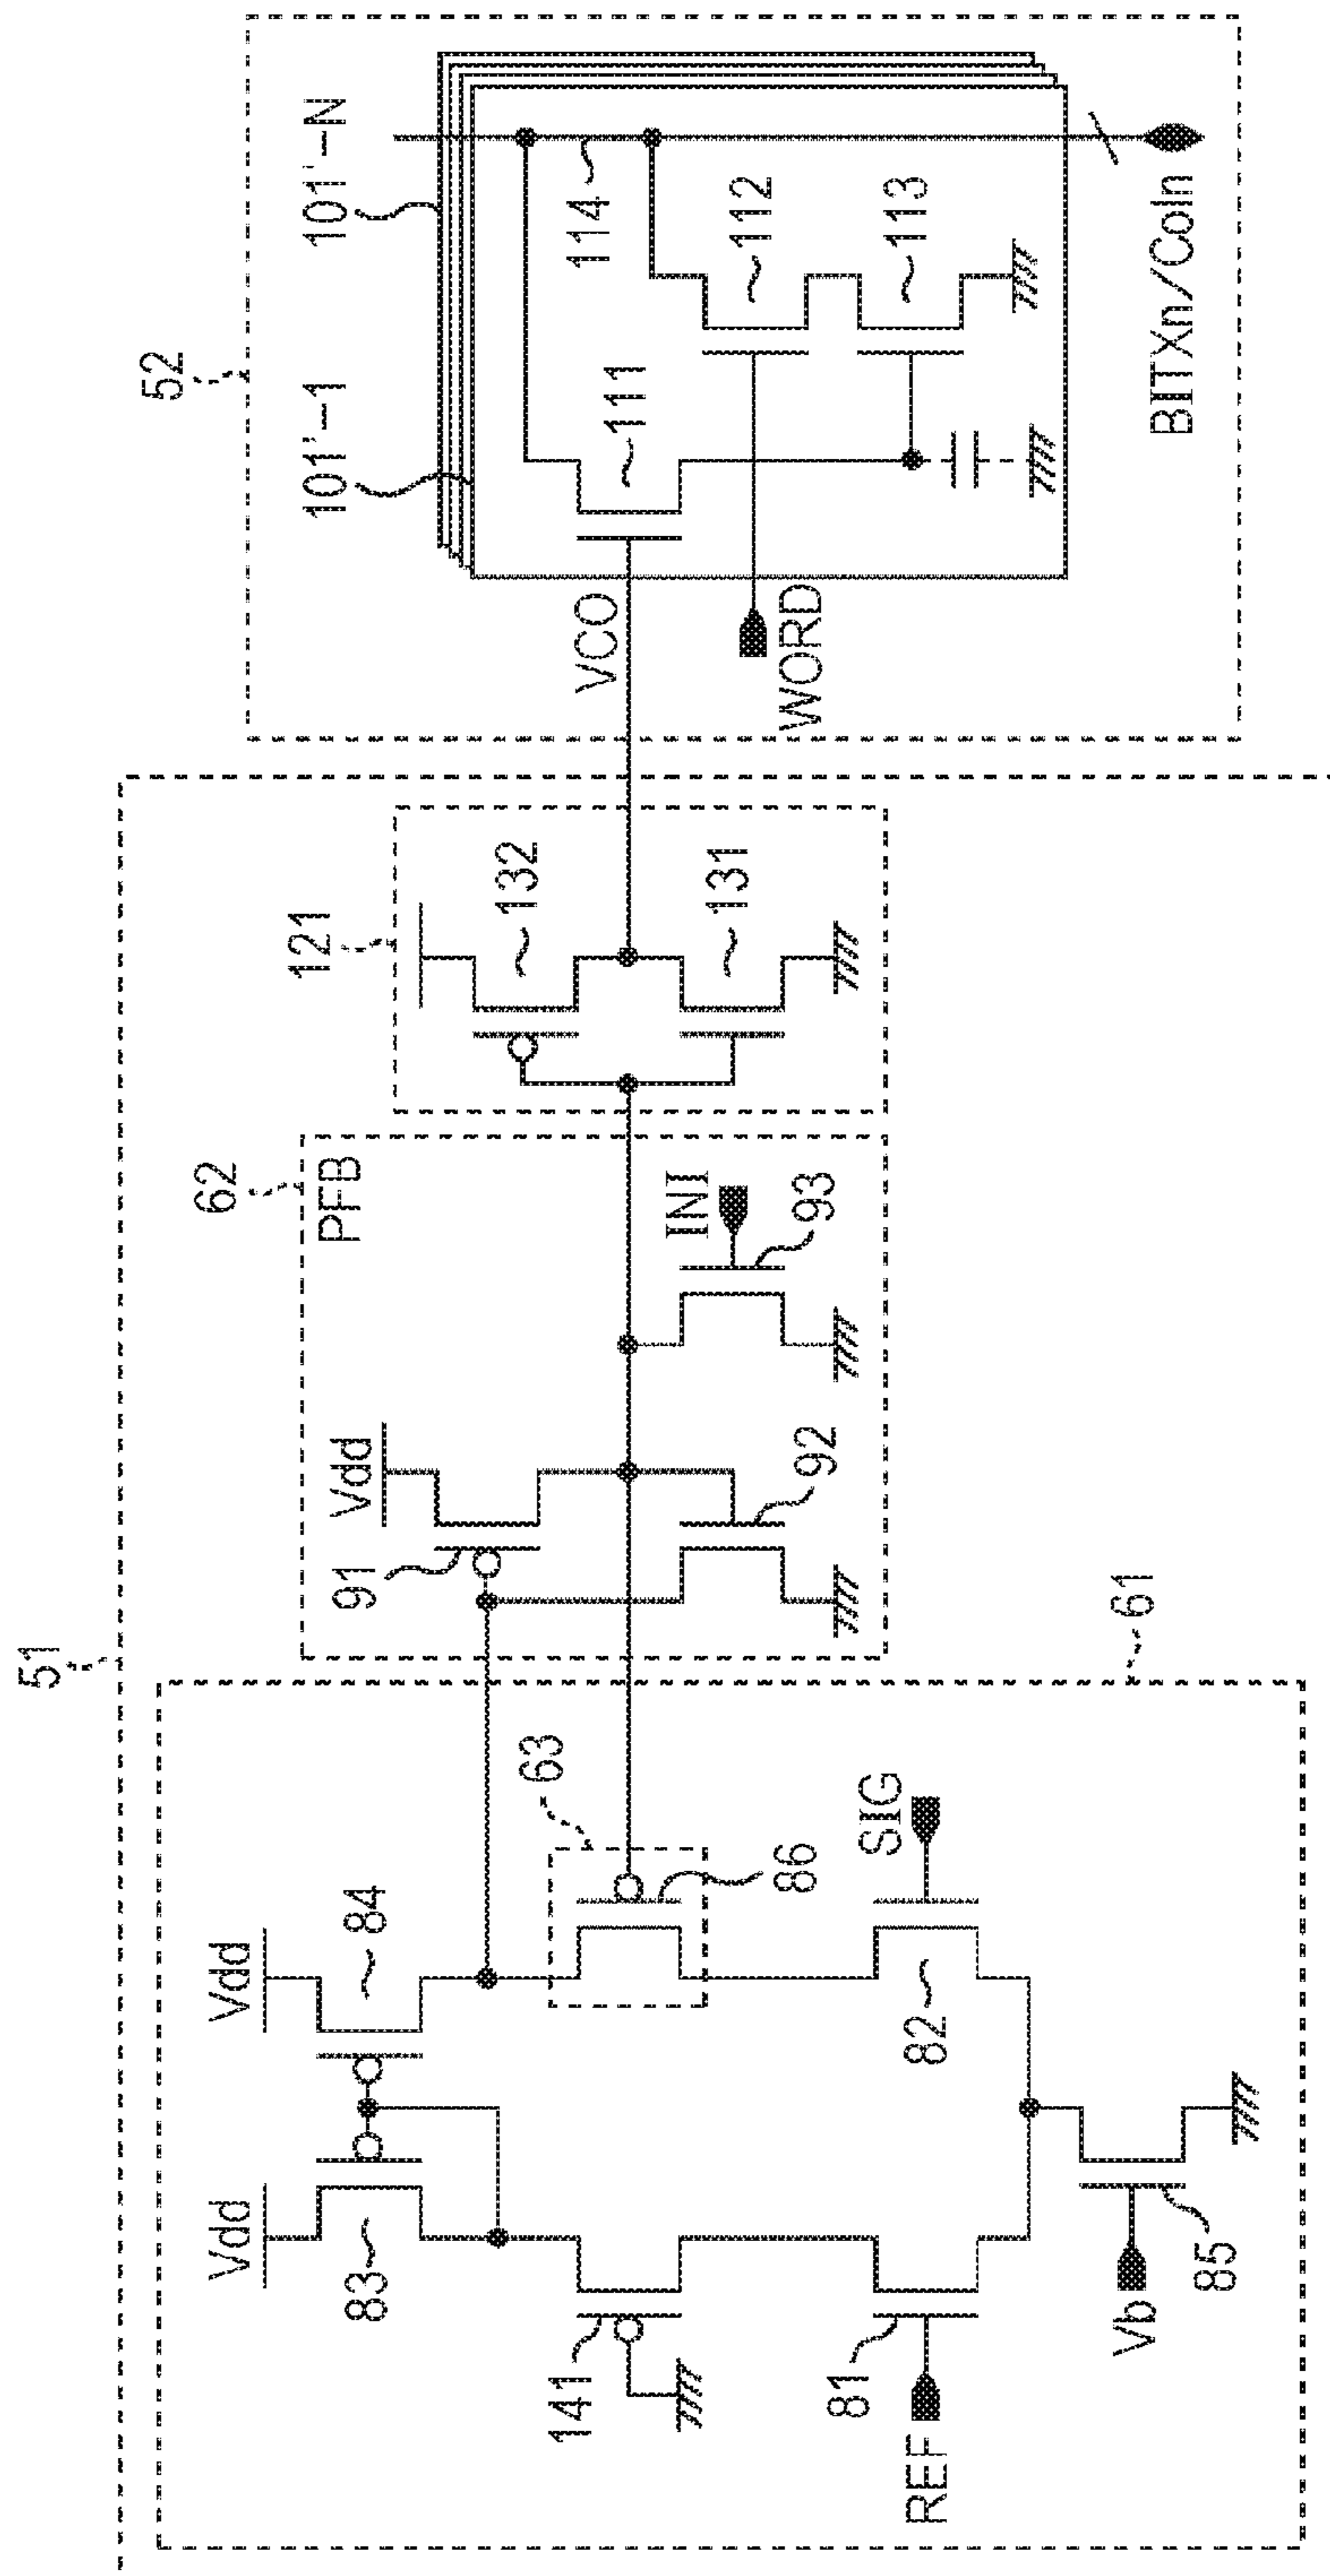 51
52
61
SIG
Vdd
84
63
86
82
Vdd
83
141
81
REF
Vb
85
62
PFB
Vdd
91
92
INI
93
121
132
131
VCO
WORD
101'-1
101'-N
111
114
112
113
BITXn/Coln